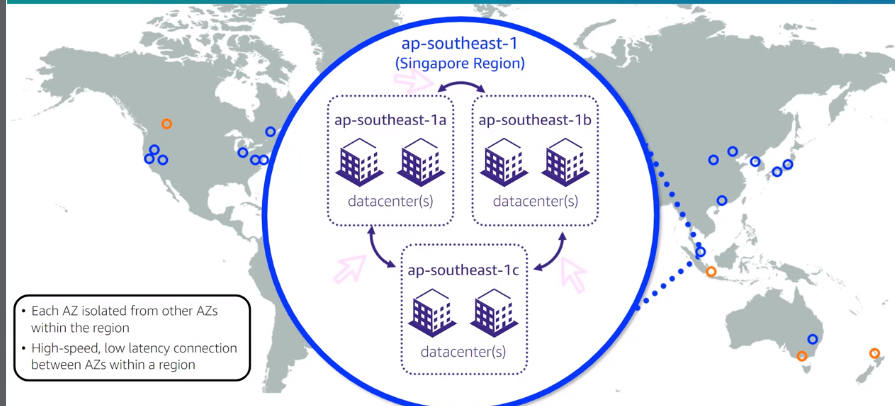 ap-southeast-1
(Singapore Region)
ap-southeast-1a
ap-southeast-1b
datacenter(s)
datacenter(s)
ap-southeast-1c
datacenter(s)
• Each AZ isolated from other AZs
within the region
• High-speed, low latency connection
between AZs within a region